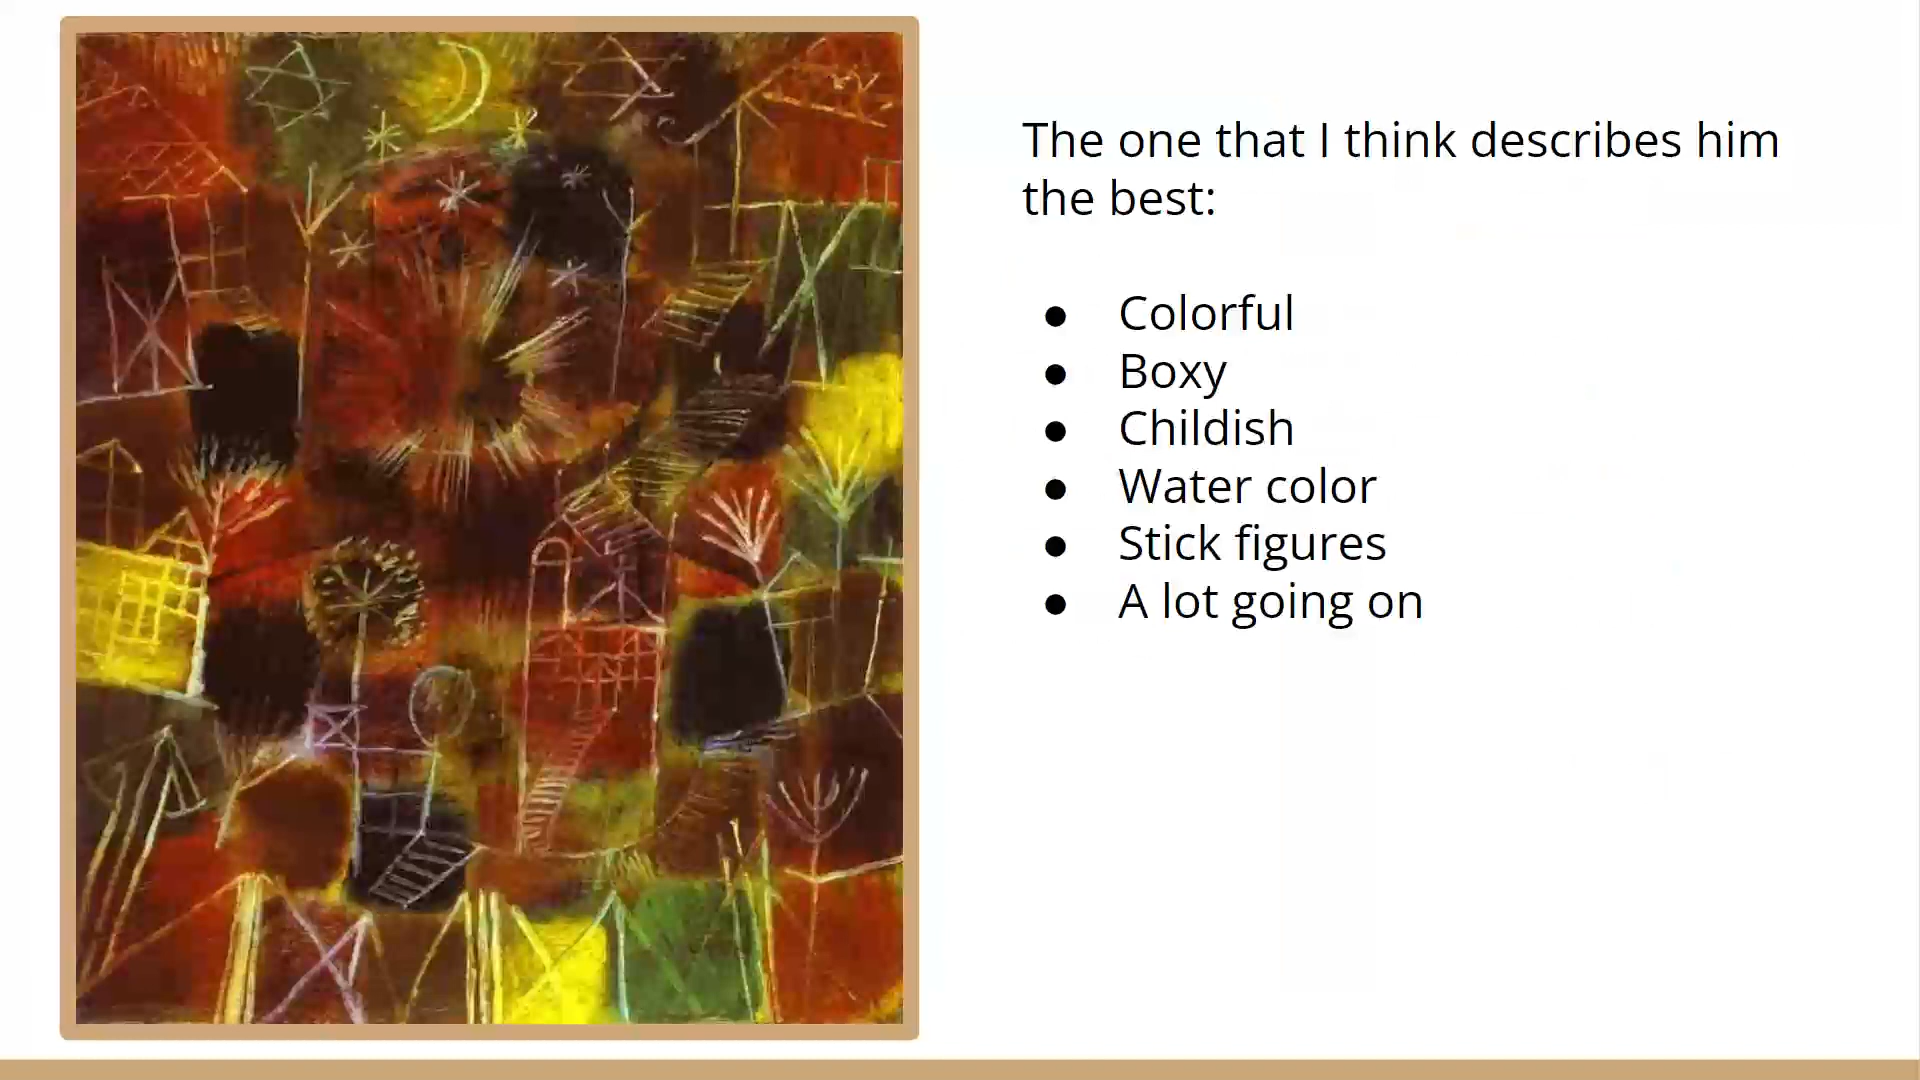 The one that I think describes him
the best:
● Colorful
● Boxy
● Childish
● Water color
● Stick figures
● A lot going on